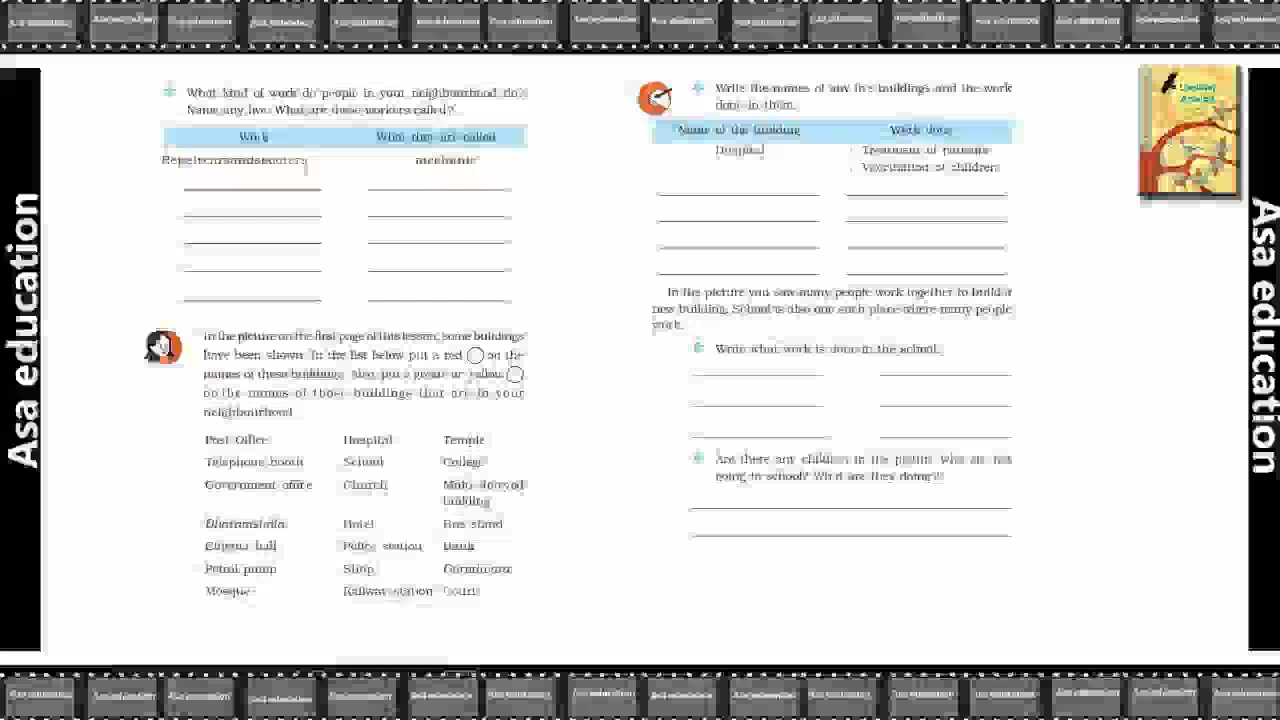 What kind of work do people in your neighbourhood do?
Name any five. What are these workers called?
Work What they are called
mechanic
In the picture on the first page of this lesson, some buildings
have been shown. In the list below put a red on the
names of these buildings. Also put a green or yellow
on the names of those buildings that are in your
neighbourhood
Post Office Hospital Temple
Telephone booth School College
Government office Church Multi-storeyed
building
Dharamshala Hotel Bus stand
Cinema hall Police station Bank
Petrol pump Shop
Mosque Railway station Courts
Write the names of any five buildings and the work
done in them.
Name of the building Work done
Hospital Treatment of patients
Vaccination of children
In the picture you saw many people work together to build a
new building. School is also one such place where many people
work.
Write what work is done in the school.
Are there any children in the picture who are not
going to school? What are they doing?
Asa education
Asa education